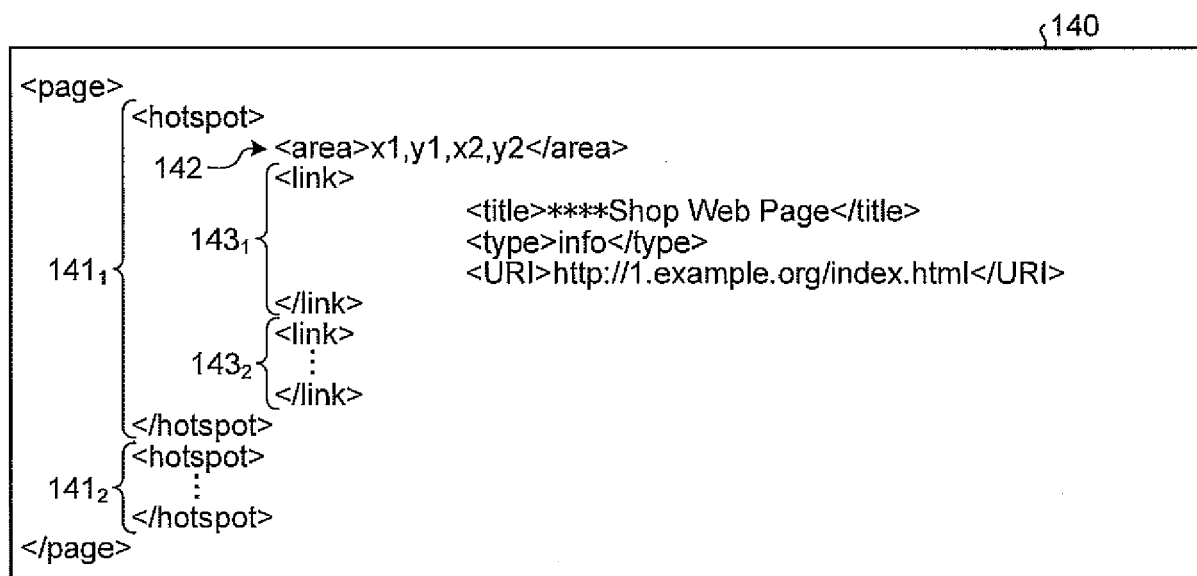 140
<page>
<hotspot>
142 <area>x1,y1,x2,y2</area>
<link>
<title>****Shop Web Page</title>
143₁ <type>info</type>
141₁ <URI>http://1.example.org/index.html</URI>
</link>
<link>
143₂ ⋮
</link>
</hotspot>
<hotspot>
141₂ ⋮
</hotspot>
</page>